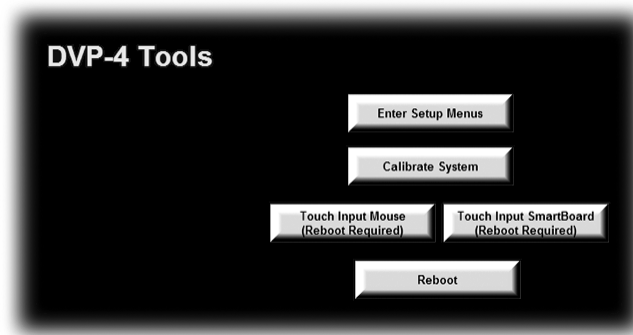 DVP-4 Tools
Enter Setup Menus
Calibrate System
Touch Input Mouse
(Reboot Required)
Touch Input SmartBoard
(Reboot Required)
Reboot